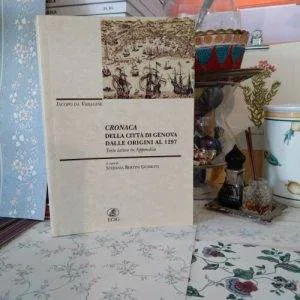 JACOPO DA VARAGINE
CRONACA
DELLA CITTÀ DI GENOVA
DALLE ORIGINI AL 1297
Testo latino in Appendice
a cura di
STEFANIA BERTINI GUIDETTI
ECIG